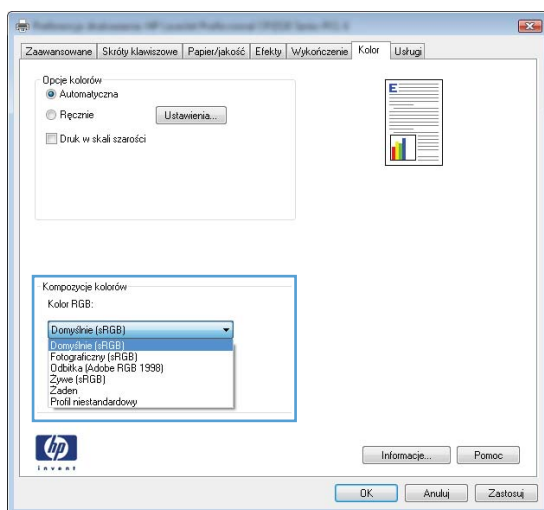 Zaawansowane Skróty klawiszowe Papier/jakość Efekty Wykończenie Kolor Usługi
Opcje kolorów
Automatyczna
Ręcznie
Ustawienia...
Druk w skali szarości
E
Kompozycje kolorów
Kolor RGB:
Domyślnie (sRGB)
Domyślnie (sRGB)
Fotograficzny (sRGB)
Odbitka (Adobe RGB 1998)
Żywe (sRGB)
Żaden
Profil niestandardowy
hp
invent
Informacje... Pomoc
OK Anuluj Zastosuj